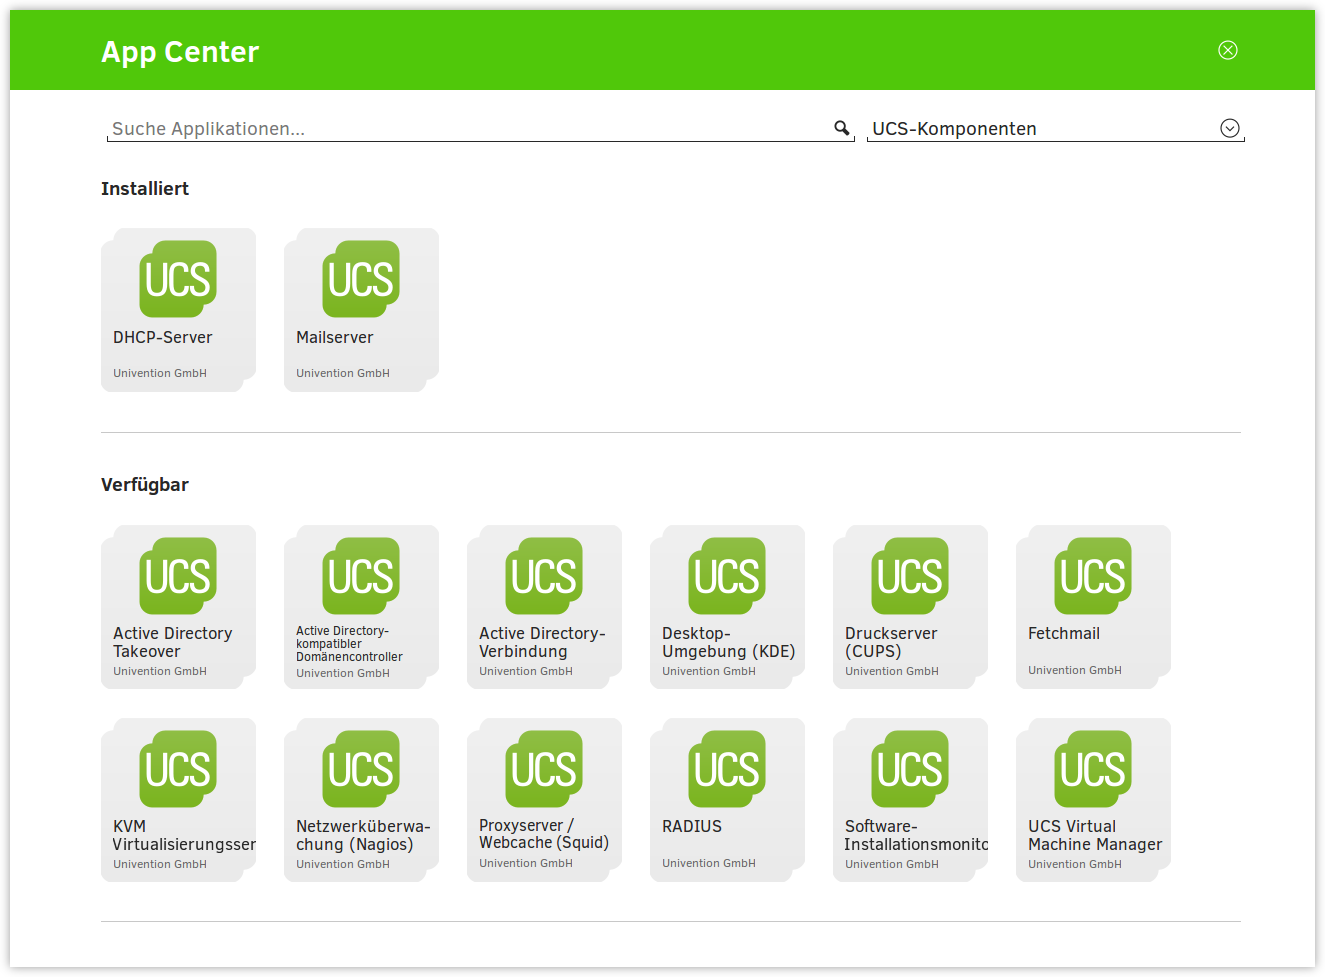 App Center
Suche Applikationen...
UCS-Komponenten
Installiert
UCS
DHCP-Server
Univention GmbH
UCS
Mailserver
Univention GmbH
Verfügbar
UCS
Active Directory
Takeover
Univention GmbH
UCS
Active Directory-
kompatibler
Domänencontroller
Univention GmbH
UCS
Active Directory-
Verbindung
Univention GmbH
UCS
Desktop-
Umgebung (KDE)
Univention GmbH
UCS
Druckserver
(CUPS)
Univention GmbH
UCS
Fetchmail
Univention GmbH
UCS
KVM
Virtualisierungsser
Univention GmbH
UCS
Netzwerküberwa-
chung (Nagios)
Univention GmbH
UCS
Proxyserver /
Webcache (Squid)
Univention GmbH
UCS
RADIUS
Univention GmbH
UCS
Software-
Installationsmonito
Univention GmbH
UCS
UCS Virtual
Machine Manager
Univention GmbH